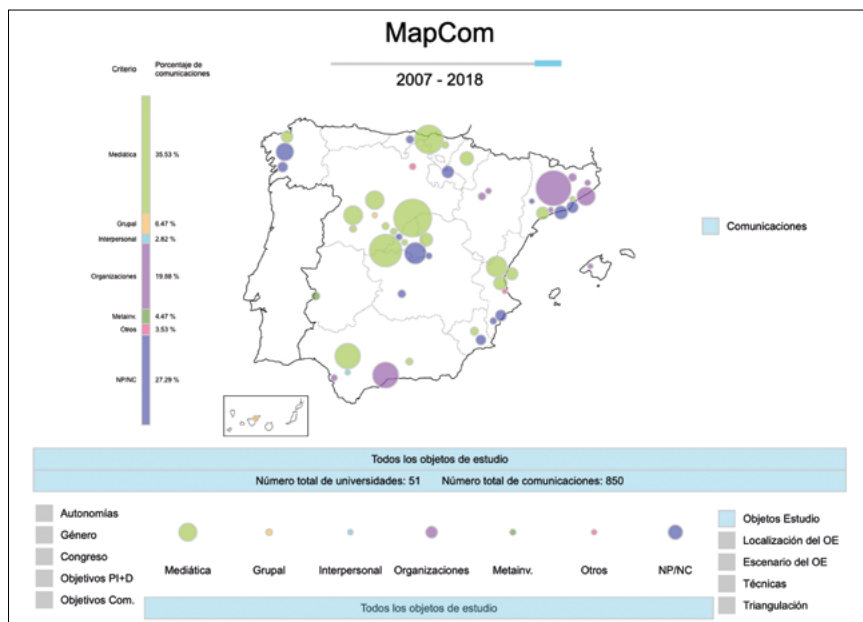 MapCom
2007 - 2018
Criterio
Porcentaje de
comunicaciones
Mediática 35.53 %
Grupal 6.47 %
Interpersonal 2.82 %
Organizaciones 19.88 %
Metainv. 4.47 %
Otros 3.53 %
NP/NC 27.29 %
Comunicaciones
Todos los objetos de estudio
Número total de universidades: 51 Número total de comunicaciones: 850
Autonomías
Género
Congreso
Objetivos PI+D
Objetivos Com.
Mediática Grupal Interpersonal Organizaciones Metainv. Otros NP/NC
Objetos Estudio
Localización del OE
Escenario del OE
Técnicas
Triangulación
Todos los objetos de estudio